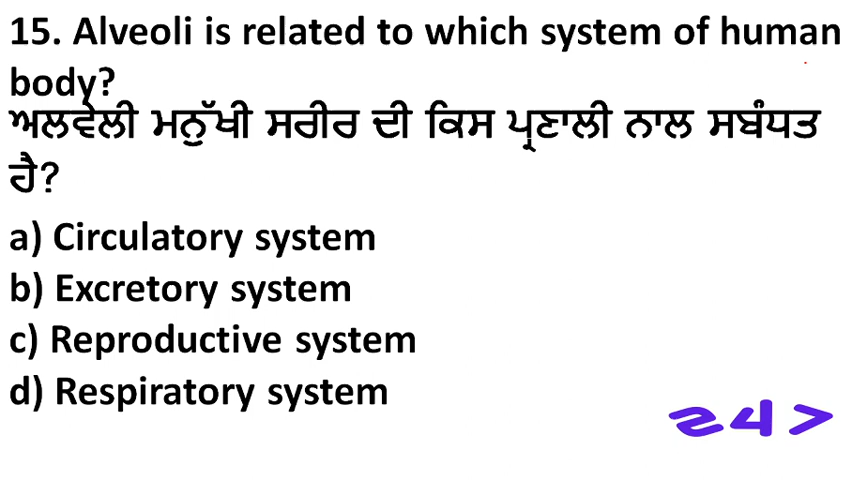 15. Alveoli is related to which system of human
body?
ਅਲਵੇਲੀ ਮਨੁੱਖੀ ਸਰੀਰ ਦੀ ਕਿਸ ਪ੍ਰਣਾਲੀ ਨਾਲ ਸਬੰਧਤ
ਹੈ?
a) Circulatory system
b) Excretory system
c) Reproductive system
d) Respiratory system